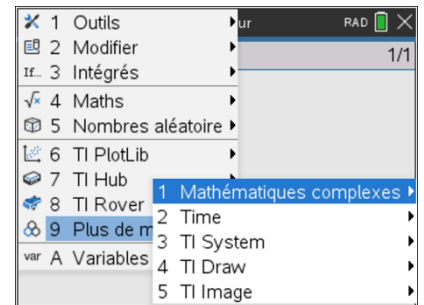 1 Outils ur RAD
2 Modifier 1/1
If... 3 Intégrés
√x 4 Maths
5 Nombres aléatoire
6 TI PlotLib
7 TI Hub
8 TI Rover
9 Plus de m
var A Variables
1 Mathématiques complexes
2 Time
3 TI System
4 TI Draw
5 TI Image